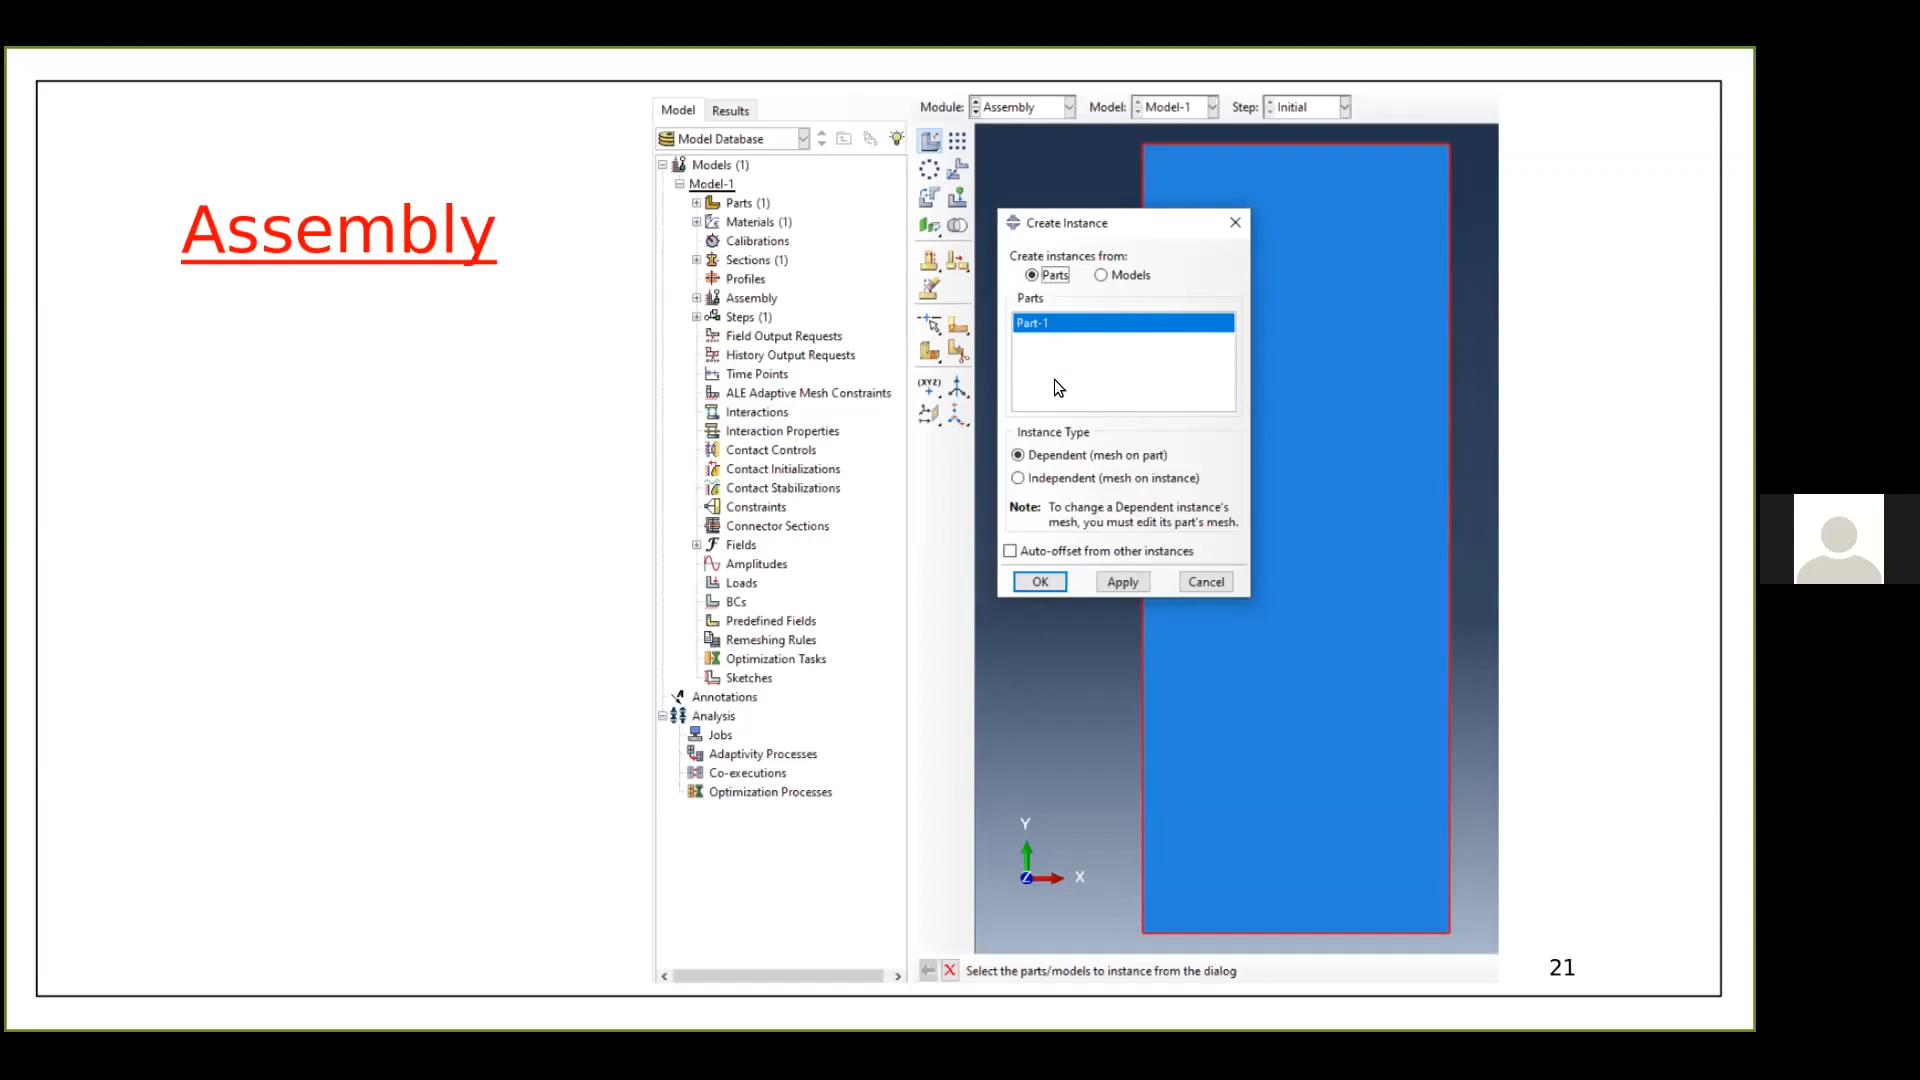 Assembly
Model
Results
Module: Assembly Model: Model-1 Step: Initial
Model Database
Models (1)
Model-1
Parts (1)
Materials (1)
Calibrations
Sections (1)
Profiles
Assembly
Steps (1)
Field Output Requests
History Output Requests
Time Points
ALE Adaptive Mesh Constraints
Interactions
Interaction Properties
Contact Controls
Contact Initializations
Contact Stabilizations
Constraints
Connector Sections
Fields
Amplitudes
Loads
BCs
Predefined Fields
Remeshing Rules
Optimization Tasks
Sketches
Annotations
Analysis
Jobs
Adaptivity Processes
Co-executions
Optimization Processes
(XYZ)
Create Instance
Create instances from:
Parts Models
Parts
Part-1
Instance Type
Dependent (mesh on part)
Independent (mesh on instance)
Note: To change a Dependent instance's
mesh, you must edit its part's mesh.
Auto-offset from other instances
OK Apply Cancel
Y
Z X
Select the parts/models to instance from the dialog
21